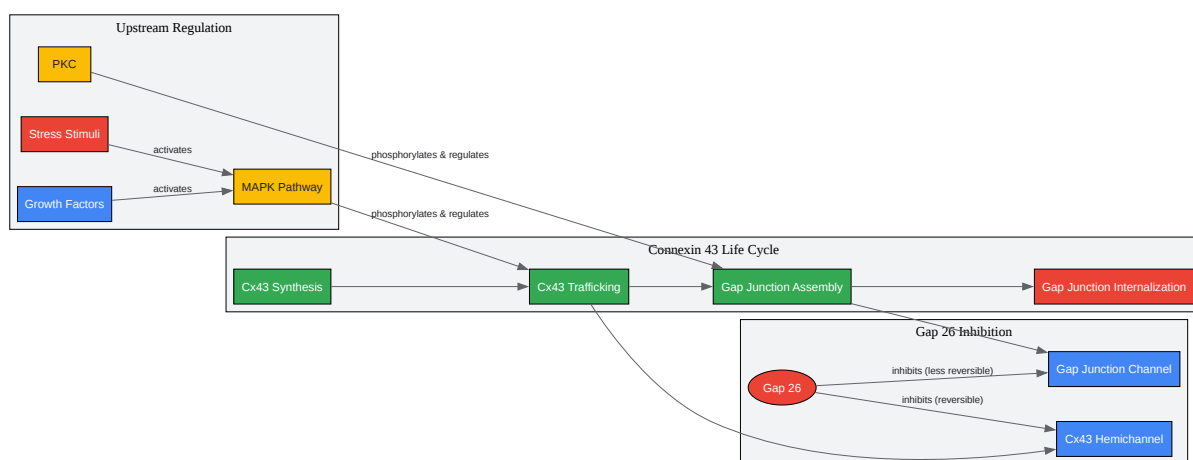 Upstream Regulation
PKC
Stress Stimuli
activates
phosphorylates & regulates
activates
MAPK Pathway
Growth Factors
phosphorylates & regulates
Connexin 43 Life Cycle
Cx43 Synthesis
Cx43 Trafficking
Gap Junction Assembly
Gap Junction Internalization
Gap 26 Inhibition
inhibits (less reversible)
Gap Junction Channel
Gap 26
inhibits (reversible)
Cx43 Hemichannel